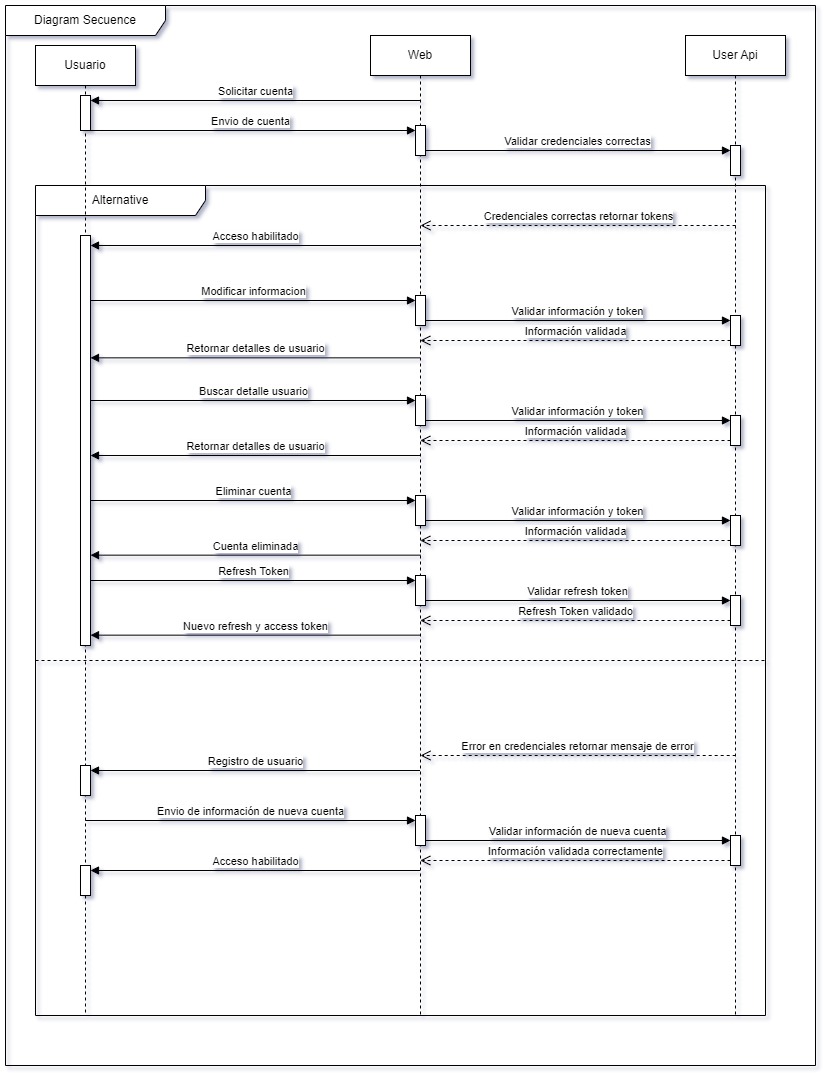 Diagram Secuence
Usuario
Web
User Api
Solicitar cuenta
Envio de cuenta
Validar credenciales correctas
Alternative
Credenciales correctas retornar tokens
Acceso habilitado
Modificar informacion
Validar información y token
Información validada
Retornar detalles de usuario
Buscar detalle usuario
Validar información y token
Información validada
Retornar detalles de usuario
Eliminar cuenta
Validar información y token
Información validada
Cuenta eliminada
Refresh Token
Validar refresh token
Refresh Token validado
Nuevo refresh y access token
Error en credenciales retornar mensaje de error
Registro de usuario
Envio de información de nueva cuenta
Validar información de nueva cuenta
Información validada correctamente
Acceso habilitado